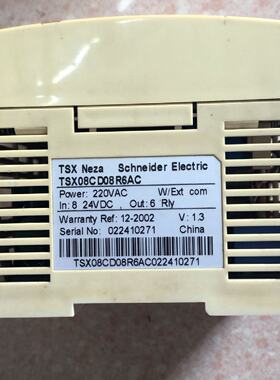 TSX Neza Schneider Electric
TSX08CD08R6AC
Power: 220VAC W/Ext com
In: 8 24VDC , Out: 6 Rly
Warranty Ref: 12-2002 V: 1.3
Serial No: 022410271 China
TSX08CD08R6AC022410271